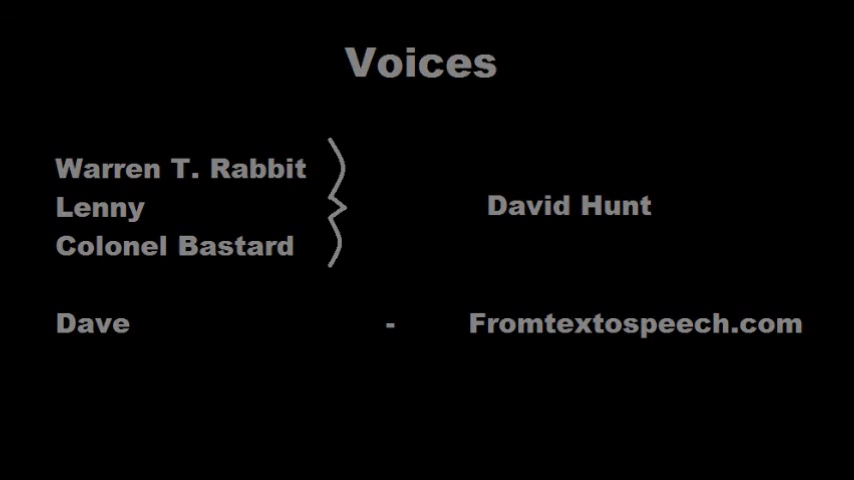 Voices
Warren T. Rabbit
Lenny
David Hunt
Colonel Bastard
Dave - Fromtextospeech.com